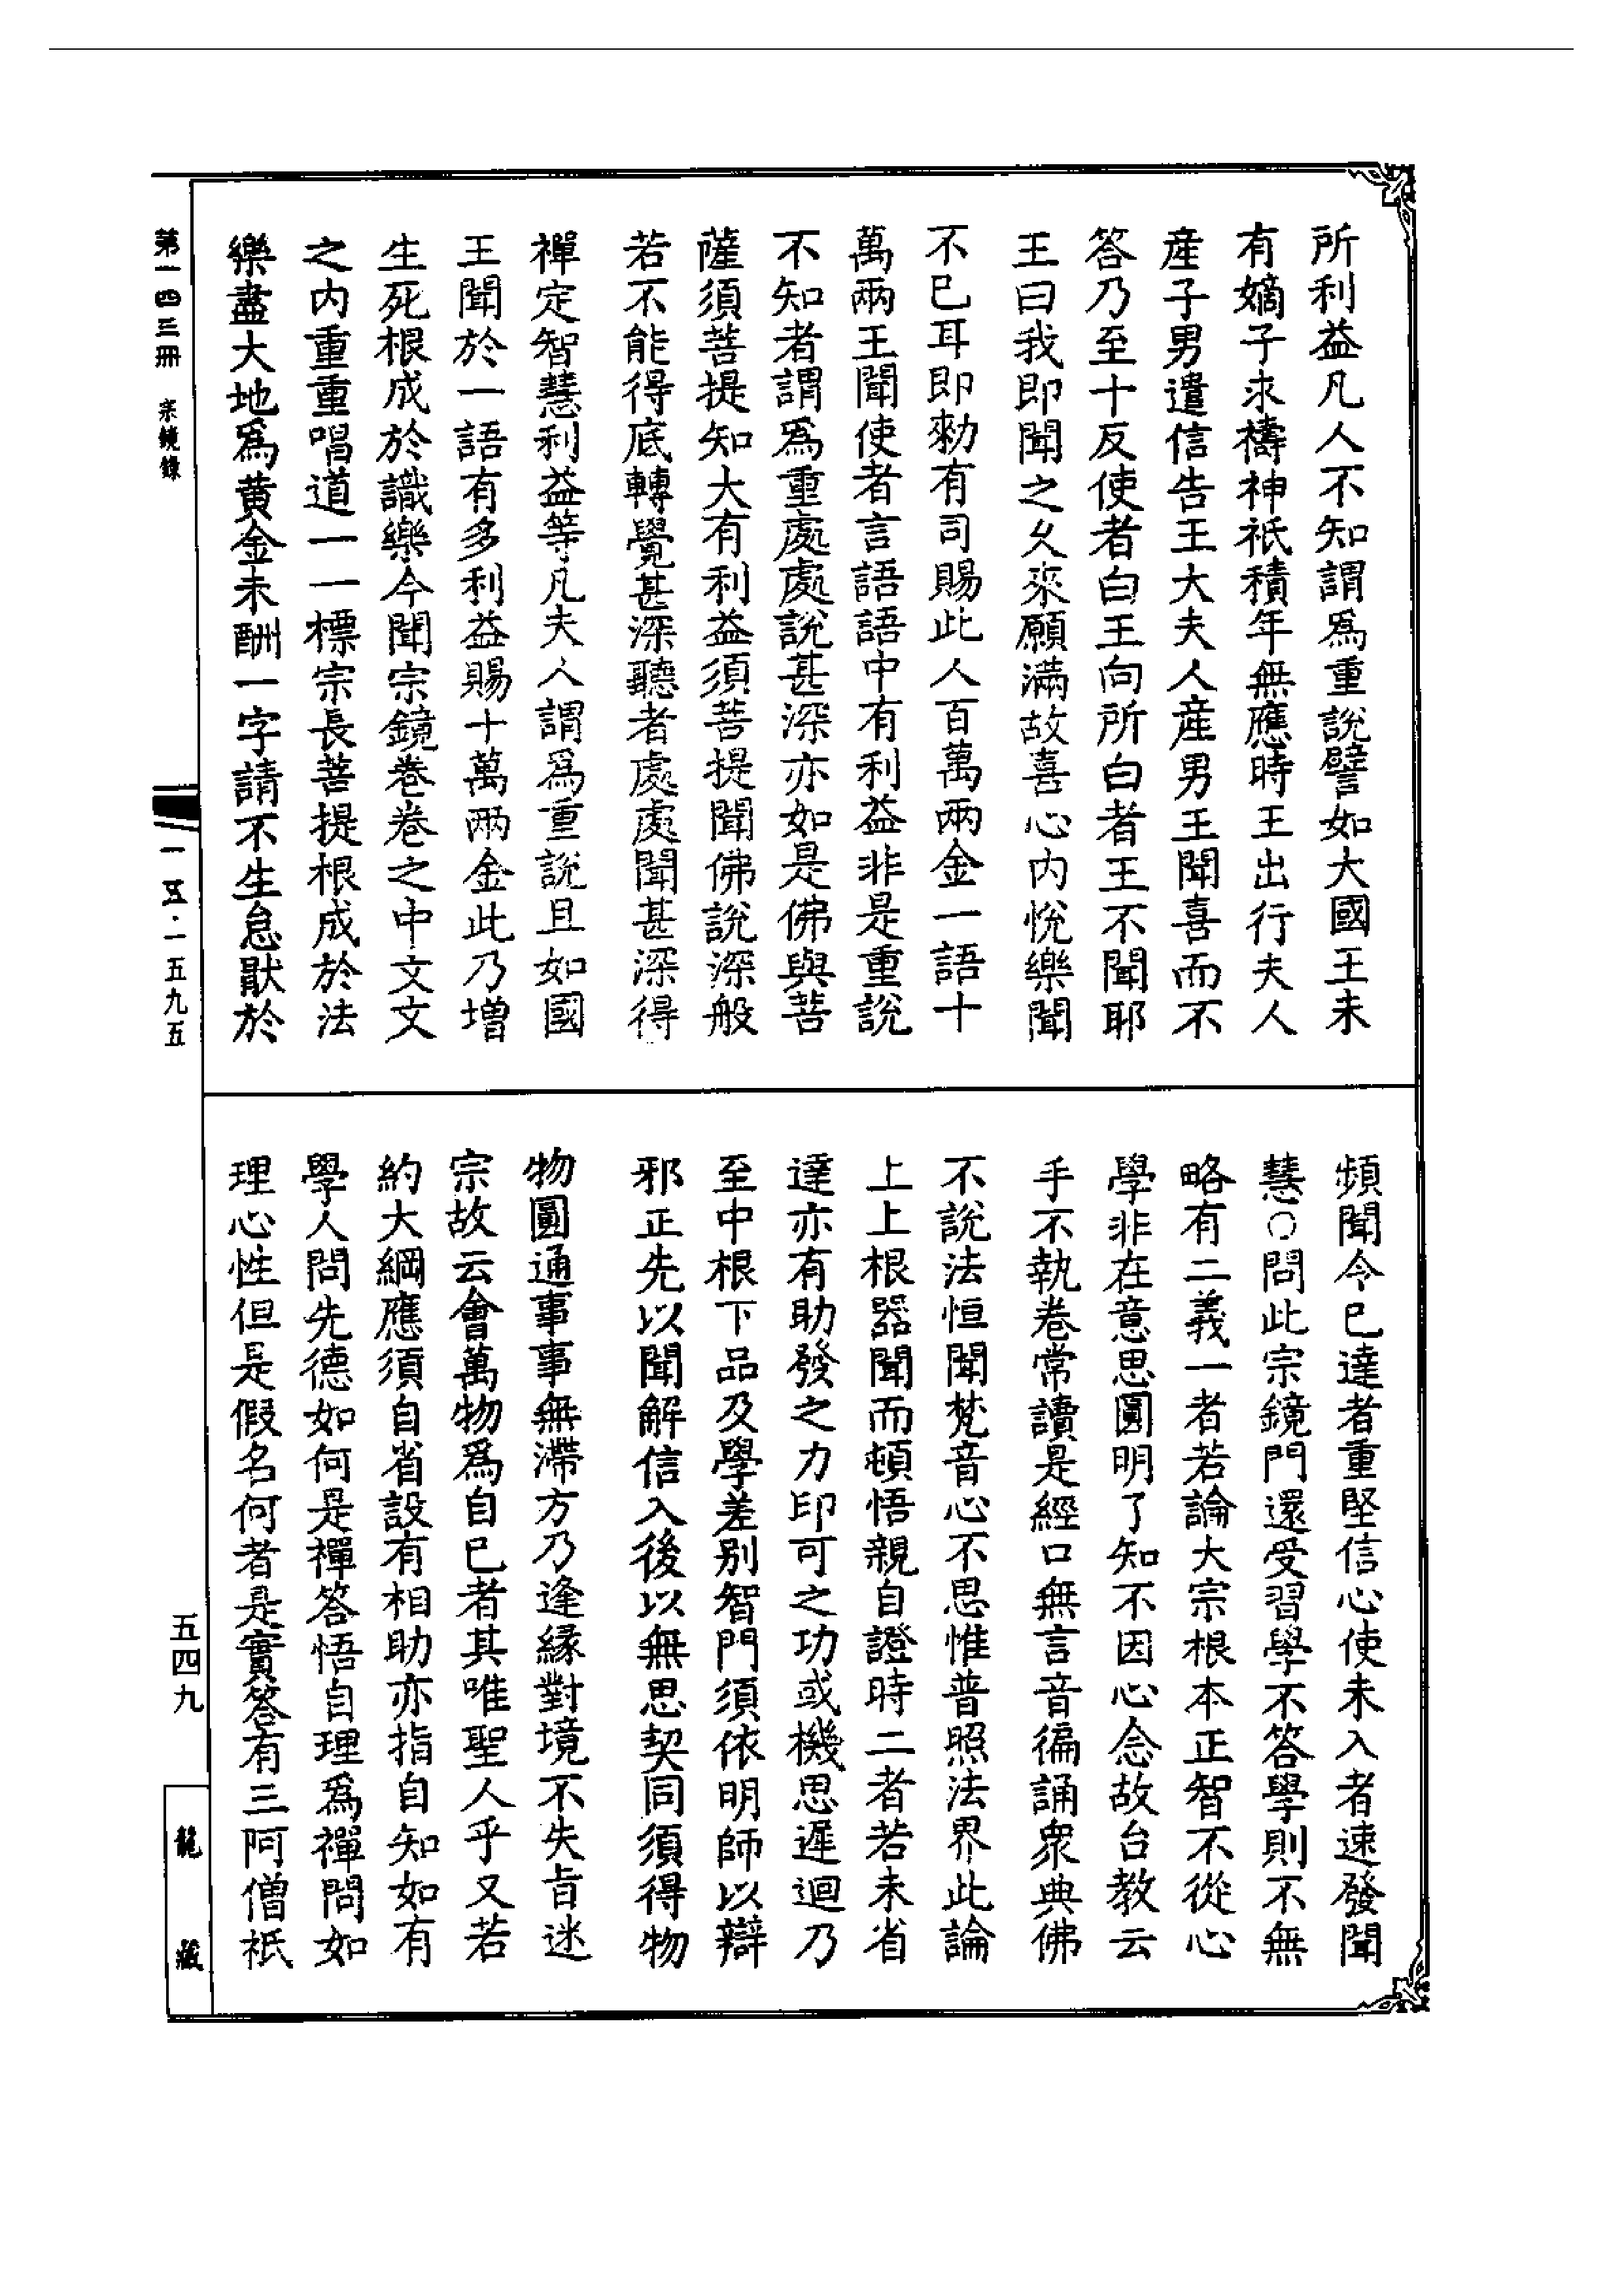 所利益凡人不知謂爲重說譬如大國王未
有嫡子求禱神祇積年無應時王出行夫人
產子男遣信告王大夫人產男王聞喜而不
答乃至十反使者白王向所白者王不聞耶
王曰我即聞之久來願滿故喜心內悅樂聞
不已耳即勑有司賜此人百萬兩金一語十
萬兩王聞使者言語語中有利益非是重說
不知者謂爲重處處說甚深亦如是佛與菩
薩須菩提知大有利益須菩提聞佛說深般
若不能得底轉覺甚深聽者處處聞甚深得
禪定智慧利益等凡夫人謂爲重說且如國
王聞於一語有多利益賜十萬兩金此乃增
生死根成於識樂今聞宗鏡卷卷之中文文
之內重重唱道一一標宗長菩提根成於法
樂盡大地爲黃金未酬一字請不生怠猒於
頻聞今已達者重堅信心使未入者速發聞
慧○問此宗鏡門還受習學不答學則不無
略有二義一者若論大宗根本正智不從心
學非在意思圓明了知不因心念故台教云
手不執卷常讀是經口無言音徧誦衆典佛
不說法恒聞梵音心不思惟普照法界此論
上上根器聞而頓悟親自證時二者若未省
達亦有助發之力印可之功或機思遲迴乃
至中根下品及學差別智門須依明師以辯
邪正先以聞解信入後以無思契同須得物
物圓通事事無滯方乃逢緣對境不失旨迷
宗故云會萬物爲自已者其唯聖人乎又若
約大綱應須自省設有相助亦指自知如有
學人問先德如何是禪答悟自理爲禪問如
理心性但是假名何者是實答有三阿僧祇
第一四三冊 宗鏡錄
一五·一五九五
五四九
龍藏